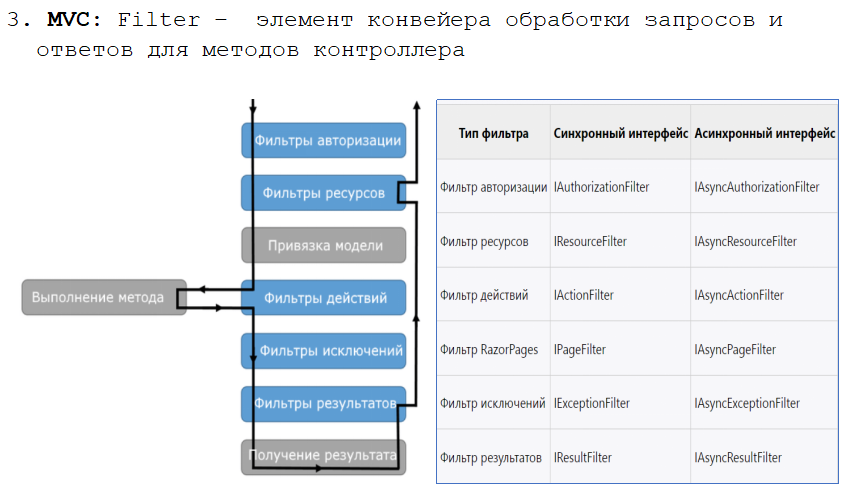 3. MVC: Filter – элемент конвейера обработки запросов и
ответов для методов контроллера
Фильтры авторизации
Фильтры ресурсов
Привязка модели
Выполнение метода
Фильтры действий
Фильтры исключений
Фильтры результатов
Получение результата
Тип фильтра Синхронный интерфейс Асинхронный интерфейс
Фильтр авторизации IAuthorizationFilter IAsyncAuthorizationFilter
Фильтр ресурсов IResourceFilter IAsyncResourceFilter
Фильтр действий IActionFilter IAsyncActionFilter
Фильтр RazorPages IPageFilter IAsyncPageFilter
Фильтр исключений IExceptionFilter IAsyncExceptionFilter
Фильтр результатов IResultFilter IAsyncResultFilter